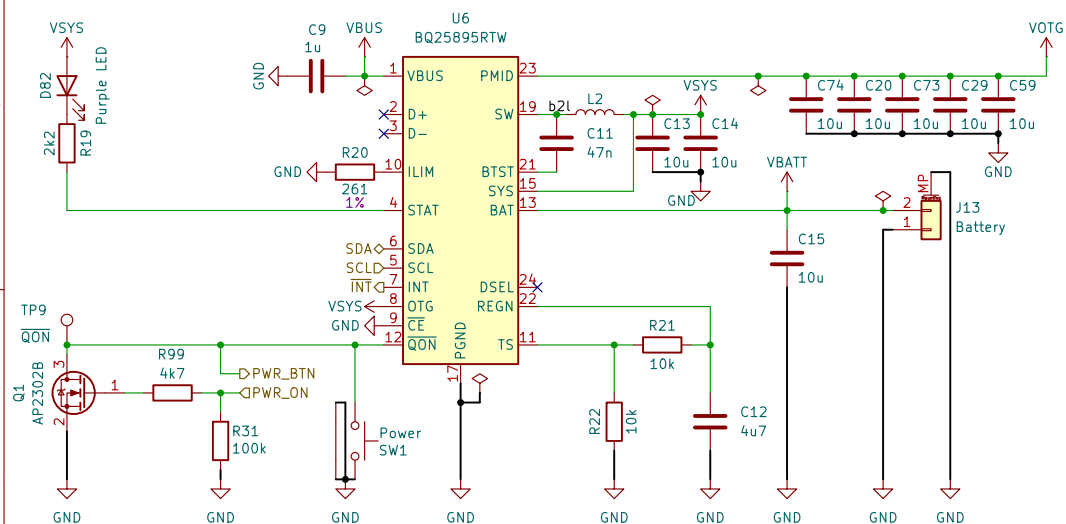 U6
BQ25895RTW
VSYS
D82
Purple LED
2k2
R19
GND
C9
1u
VBUS
1
VBUS
2
D+
3
D-
GND
R20
261
1%
10
ILIM
4
STAT
SDA
6
SDA
SCL
5
SCL
INT
7
INT
VSYS
8
OTG
GND
9
CE
12
QON
PMID
23
SW
19
BTST
21
SYS
15
BAT
13
DSEL
24
REGN
22
TS
11
PGND
17
b2l
L2
C11
47n
VSYS
C13
10u
C14
10u
GND
VOTG
C74
10u
C20
10u
C73
10u
C29
10u
C59
10u
GND
VBATT
C15
10u
GND
MP
2
1
J13
Battery
GND
GND
R21
10k
R22
10k
GND
C12
4u7
GND
TP9
QON
Q1
AP2302B
3
1
2
GND
R99
4k7
PWR_BTN
PWR_ON
R31
100k
GND
Power
SW1
GND
GND